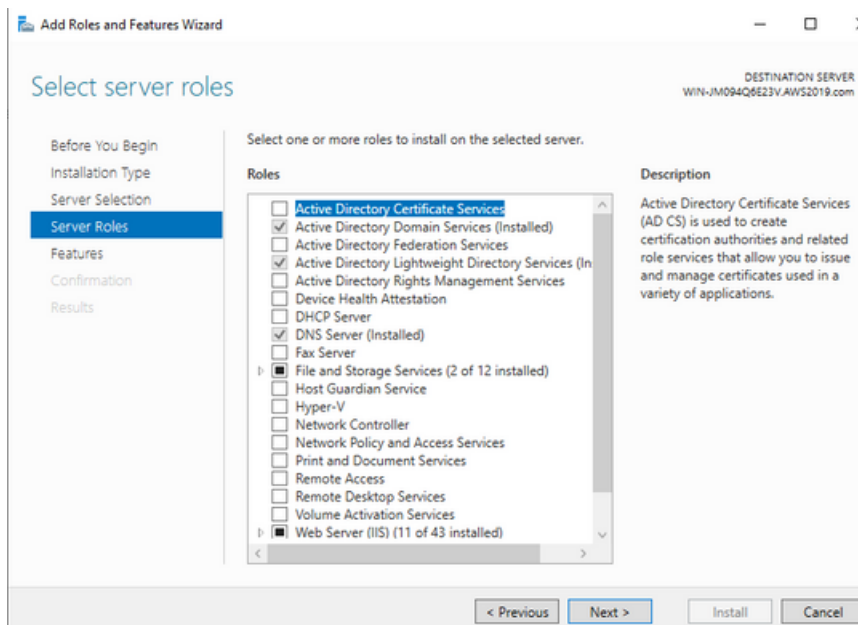 Add Roles and Features Wizard
Select server roles
DESTINATION SERVER
WIN-JM094Q6E23V.AWS2019.com
Before You Begin
Installation Type
Server Selection
Server Roles
Features
Confirmation
Results
Select one or more roles to install on the selected server.
Roles
Active Directory Certificate Services
Active Directory Domain Services (Installed)
Active Directory Federation Services
Active Directory Lightweight Directory Services (In
Active Directory Rights Management Services
Device Health Attestation
DHCP Server
DNS Server (Installed)
Fax Server
File and Storage Services (2 of 12 installed)
Host Guardian Service
Hyper-V
Network Controller
Network Policy and Access Services
Print and Document Services
Remote Access
Remote Desktop Services
Volume Activation Services
Web Server (IIS) (11 of 43 installed)
Description
Active Directory Certificate Services
(AD CS) is used to create
certification authorities and related
role services that allow you to issue
and manage certificates used in a
variety of applications.
< Previous
Next >
Install
Cancel